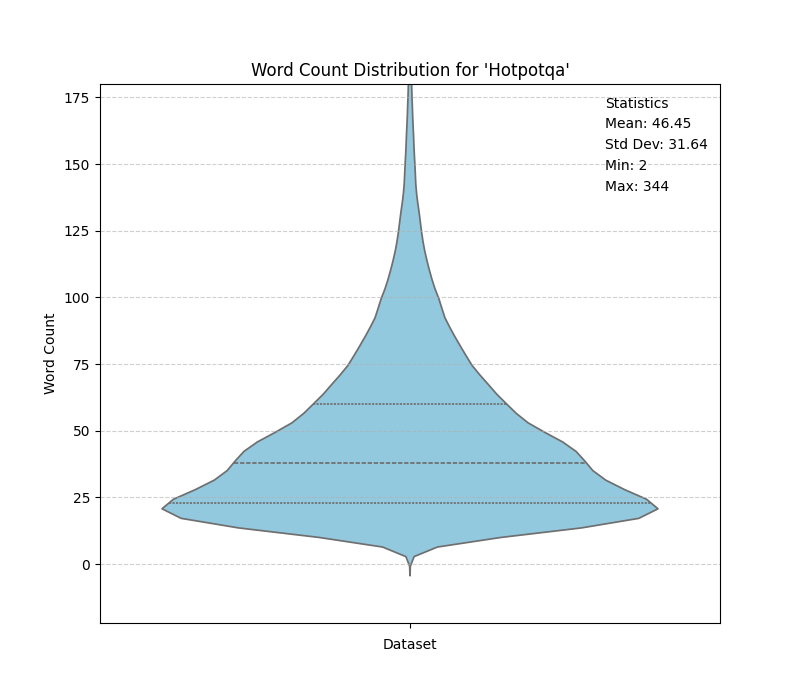 Word Count Distribution for 'Hotpotqa'
Statistics
Mean: 46.45
Std Dev: 31.64
Min: 2
Max: 344
175
150
125
100
75
50
25
0
Word Count
Dataset